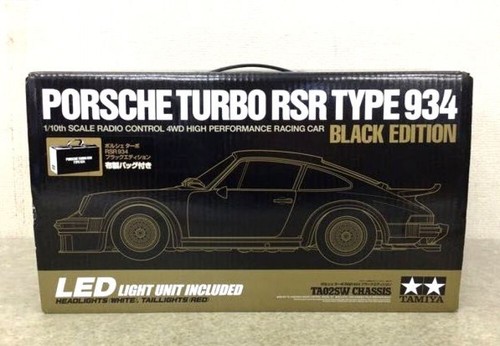 PORSCHE TURBO RSR TYPE 934
1/10th SCALE RADIO CONTROL 4WD HIGH PERFORMANCE RACING CAR
BLACK EDITION
ポルシェ ターボ
RSR 934
ブラックエディション
布製バッグ付き
LED LIGHT UNIT INCLUDED
HEADLIGHTS (WHITE), TAILLIGHTS (RED)
TA02SW CHASSIS
TAMIYA